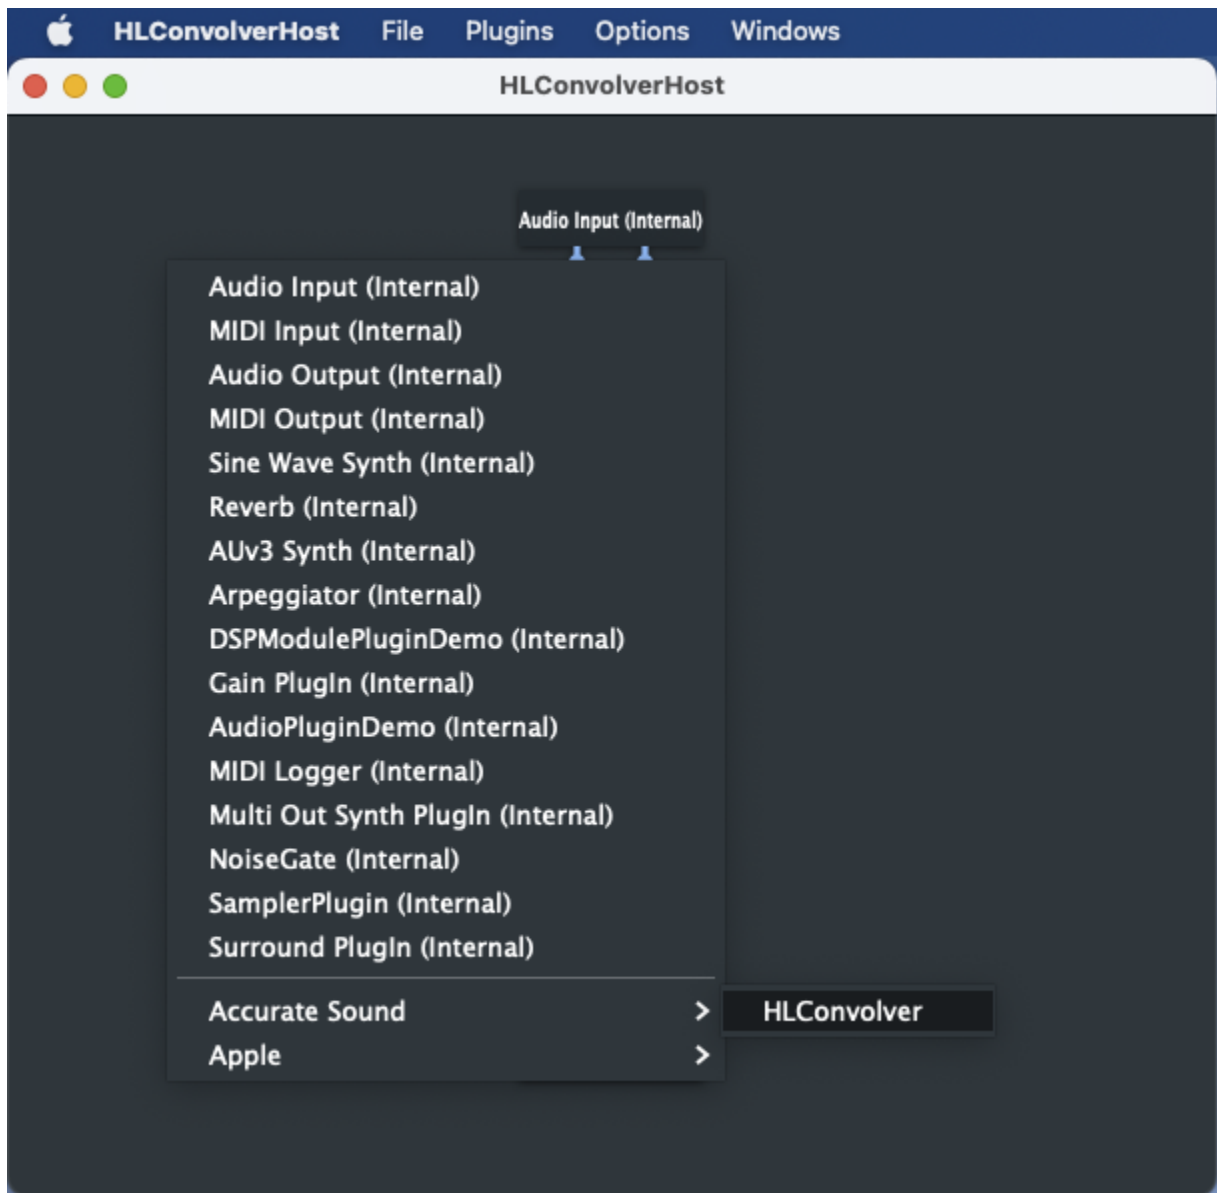 HLConvolverHost File Plugins Options Windows
HLConvolverHost
Audio Input (Internal)
Audio Input (Internal)
MIDI Input (Internal)
Audio Output (Internal)
MIDI Output (Internal)
Sine Wave Synth (Internal)
Reverb (Internal)
AUv3 Synth (Internal)
Arpeggiator (Internal)
DSPModulePluginDemo (Internal)
Gain PlugIn (Internal)
AudioPluginDemo (Internal)
MIDI Logger (Internal)
Multi Out Synth PlugIn (Internal)
NoiseGate (Internal)
SamplerPlugin (Internal)
Surround PlugIn (Internal)
Accurate Sound > HLConvolver
Apple >